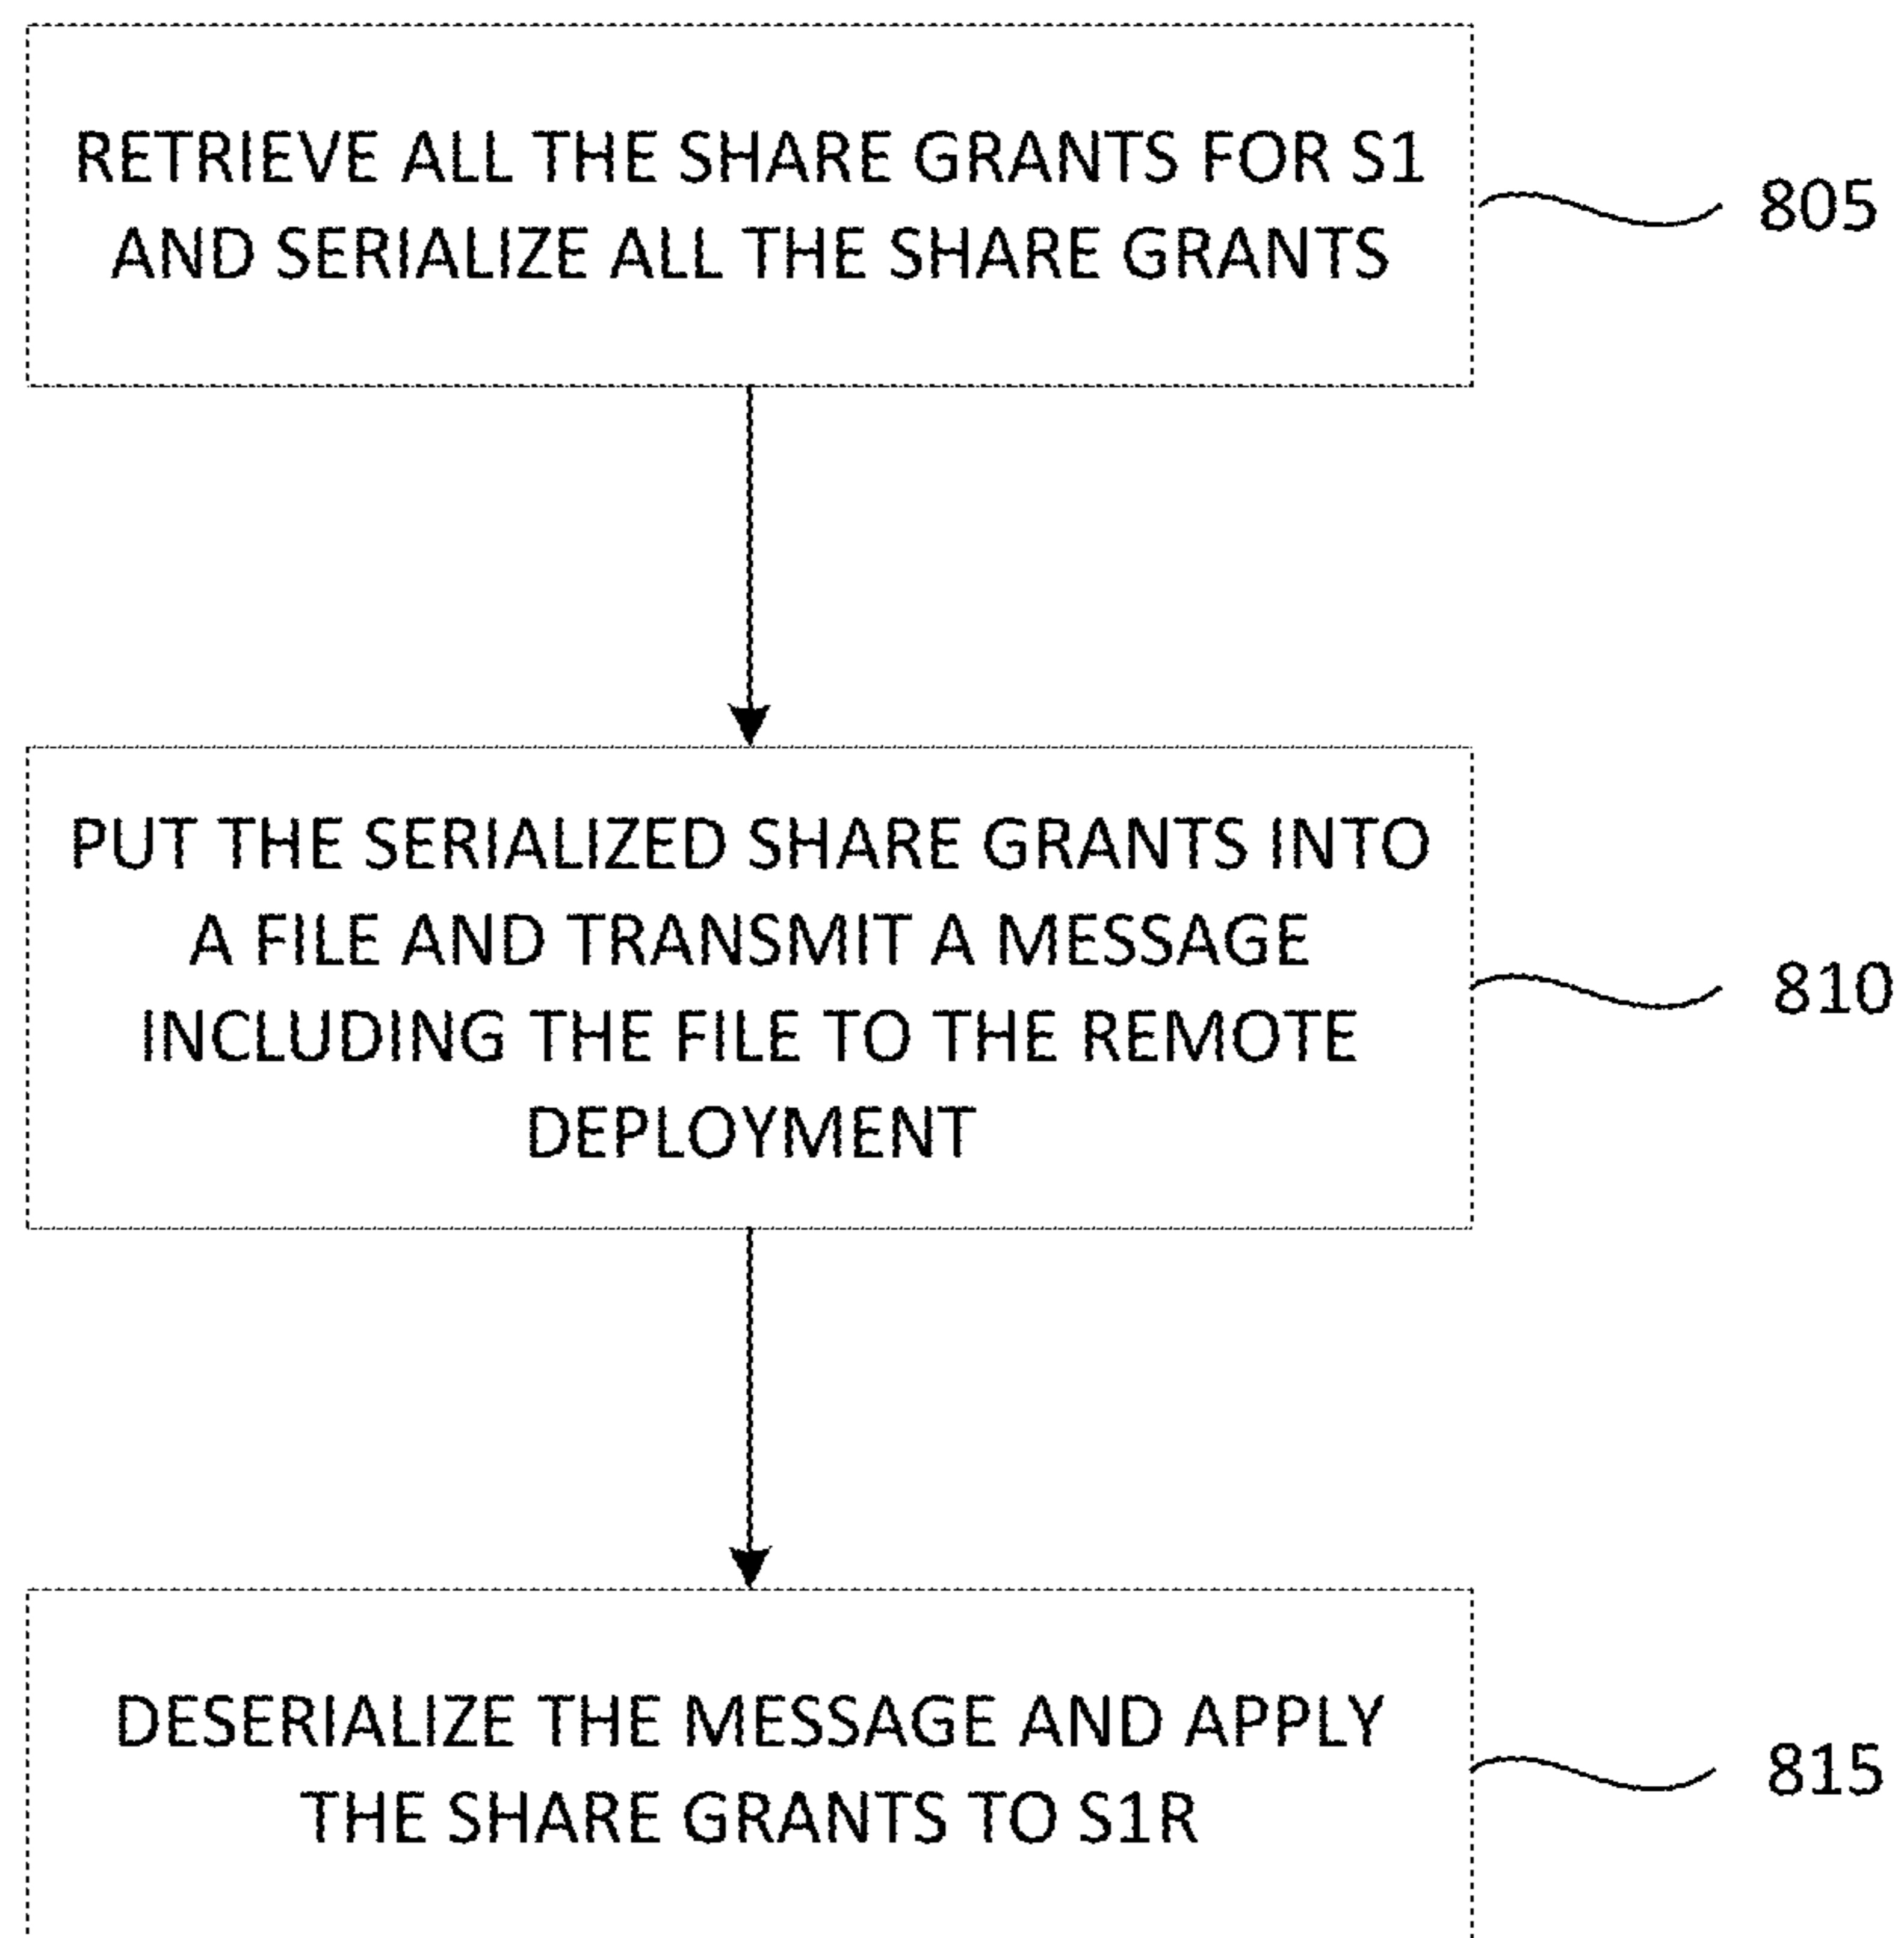 RETRIEVE ALL THE SHARE GRANTS FOR S1
AND SERIALIZE ALL THE SHARE GRANTS
805
PUT THE SERIALIZED SHARE GRANTS INTO
A FILE AND TRANSMIT A MESSAGE
INCLUDING THE FILE TO THE REMOTE
DEPLOYMENT
810
DESERIALIZE THE MESSAGE AND APPLY
THE SHARE GRANTS TO S1R
815